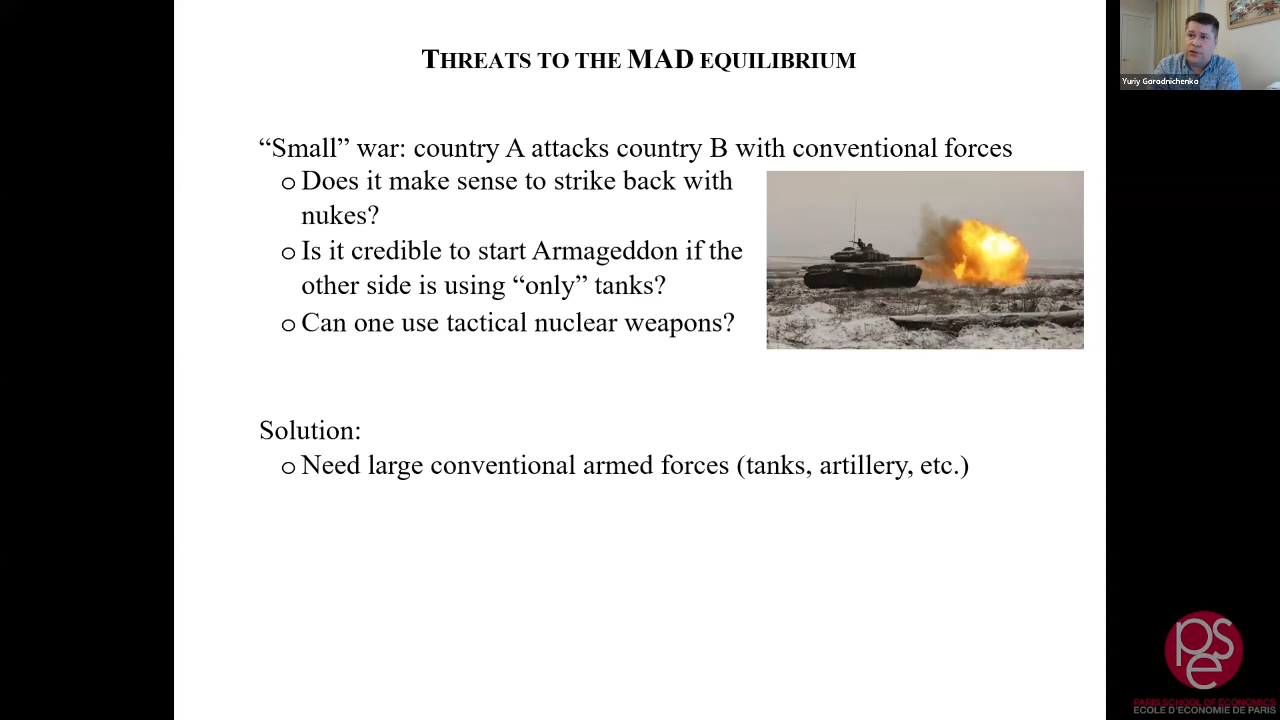 THREATS TO THE MAD EQUILIBRIUM
“Small” war: country A attacks country B with conventional forces
o Does it make sense to strike back with
nukes?
o Is it credible to start Armageddon if the
other side is using “only” tanks?
o Can one use tactical nuclear weapons?
Solution:
o Need large conventional armed forces (tanks, artillery, etc.)
Yuriy Gorodnichenko
pse
PARIS SCHOOL OF ECONOMICS
ECOLE D'ECONOMIE DE PARIS